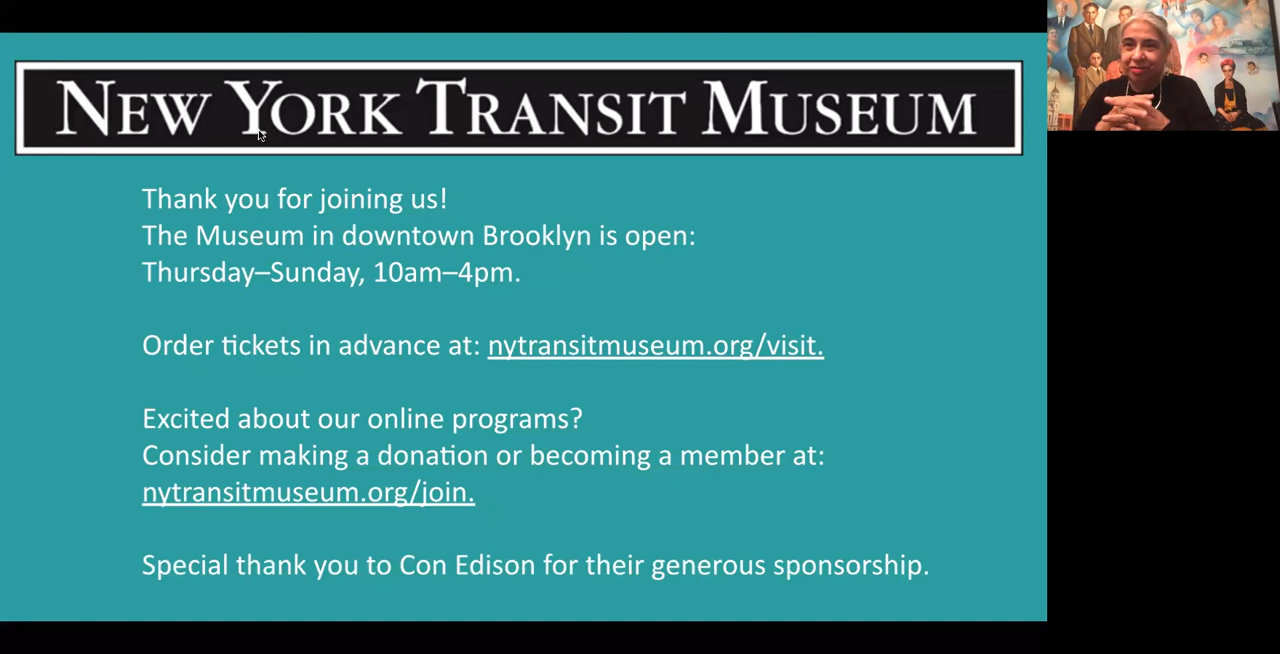 NEW YORK TRANSIT MUSEUM
Thank you for joining us!
The Museum in downtown Brooklyn is open:
Thursday–Sunday, 10am–4pm.
Order tickets in advance at: nytransitmuseum.org/visit.
Excited about our online programs?
Consider making a donation or becoming a member at:
nytransitmuseum.org/join.
Special thank you to Con Edison for their generous sponsorship.